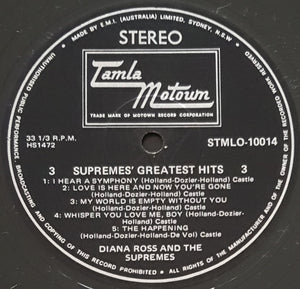 MADE BY E.M.I. (AUSTRALIA) LIMITED, SYDNEY, N.S.W.
STEREO
Tamla
Motown
TRADE MARK OF MOTOWN RECORD CORPORATION
33 1/3 R.P.M.
HS1472
STMLO-10014
3 SUPREMES' GREATEST HITS 3
1: I HEAR A SYMPHONY (Holland-Dozier-Holland) Castle
2: LOVE IS HERE AND NOW YOU'RE GONE
(Holland-Dozier-Holland) Castle
3: MY WORLD IS EMPTY WITHOUT YOU
(Holland-Dozier-Holland) Castle
4: WHISPER YOU LOVE ME, BOY (Holland-Dozier-
Holland) Castle
5: THE HAPPENING
(Holland-Dozier-Holland-De Vol) Castle
DIANA ROSS AND THE
SUPREMES
UNAUTHORISED PUBLIC PERFORMANCE, BROADCASTING AND COPYING OF THIS RECORD PROHIBITED • ALL RIGHTS OF THE MANUFACTURER AND OF THE OWNER OF THE RECORDED WORK RESERVED